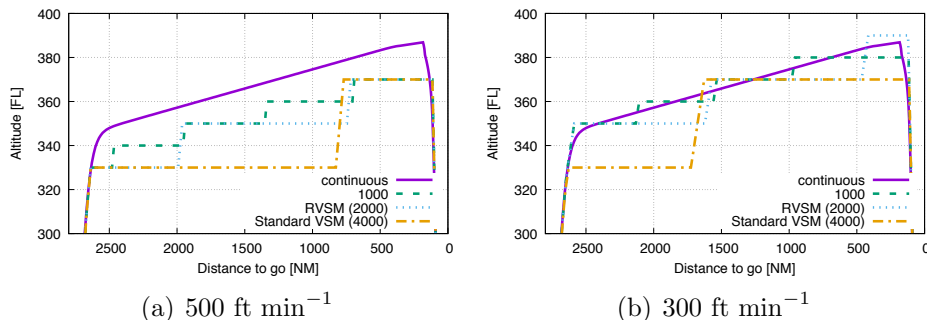 400
380
360
340
320
300
Altitude [FL]
continuous
1000
RVSM (2000)
Standard VSM (4000)
2500 2000 1500 1000 500 0
Distance to go [NM]
(a) 500 ft min−1
400
380
360
340
320
300
Altitude [FL]
continuous
1000
RVSM (2000)
Standard VSM (4000)
2500 2000 1500 1000 500 0
Distance to go [NM]
(b) 300 ft min−1